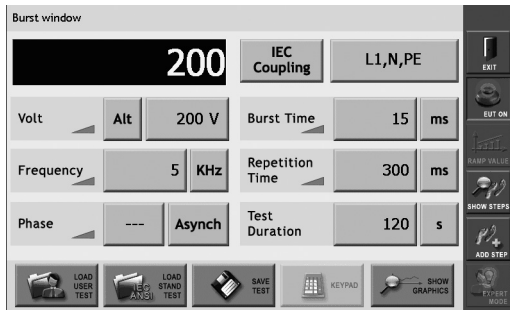 Burst window
200
IEC
Coupling
L1,N,PE
Volt
Alt
200 V
Burst Time
15
ms
Frequency
5
KHz
Repetition
Time
300
ms
Phase
---
Asynch
Test
Duration
120
s
LOAD
USER
TEST
IEC
ANSI
LOAD
STAND
TEST
SAVE
TEST
KEYPAD
SHOW
GRAPHICS
EXIT
EUT ON
RAMP VALUE
SHOW STEPS
ADD STEP
EXPERT
MODE